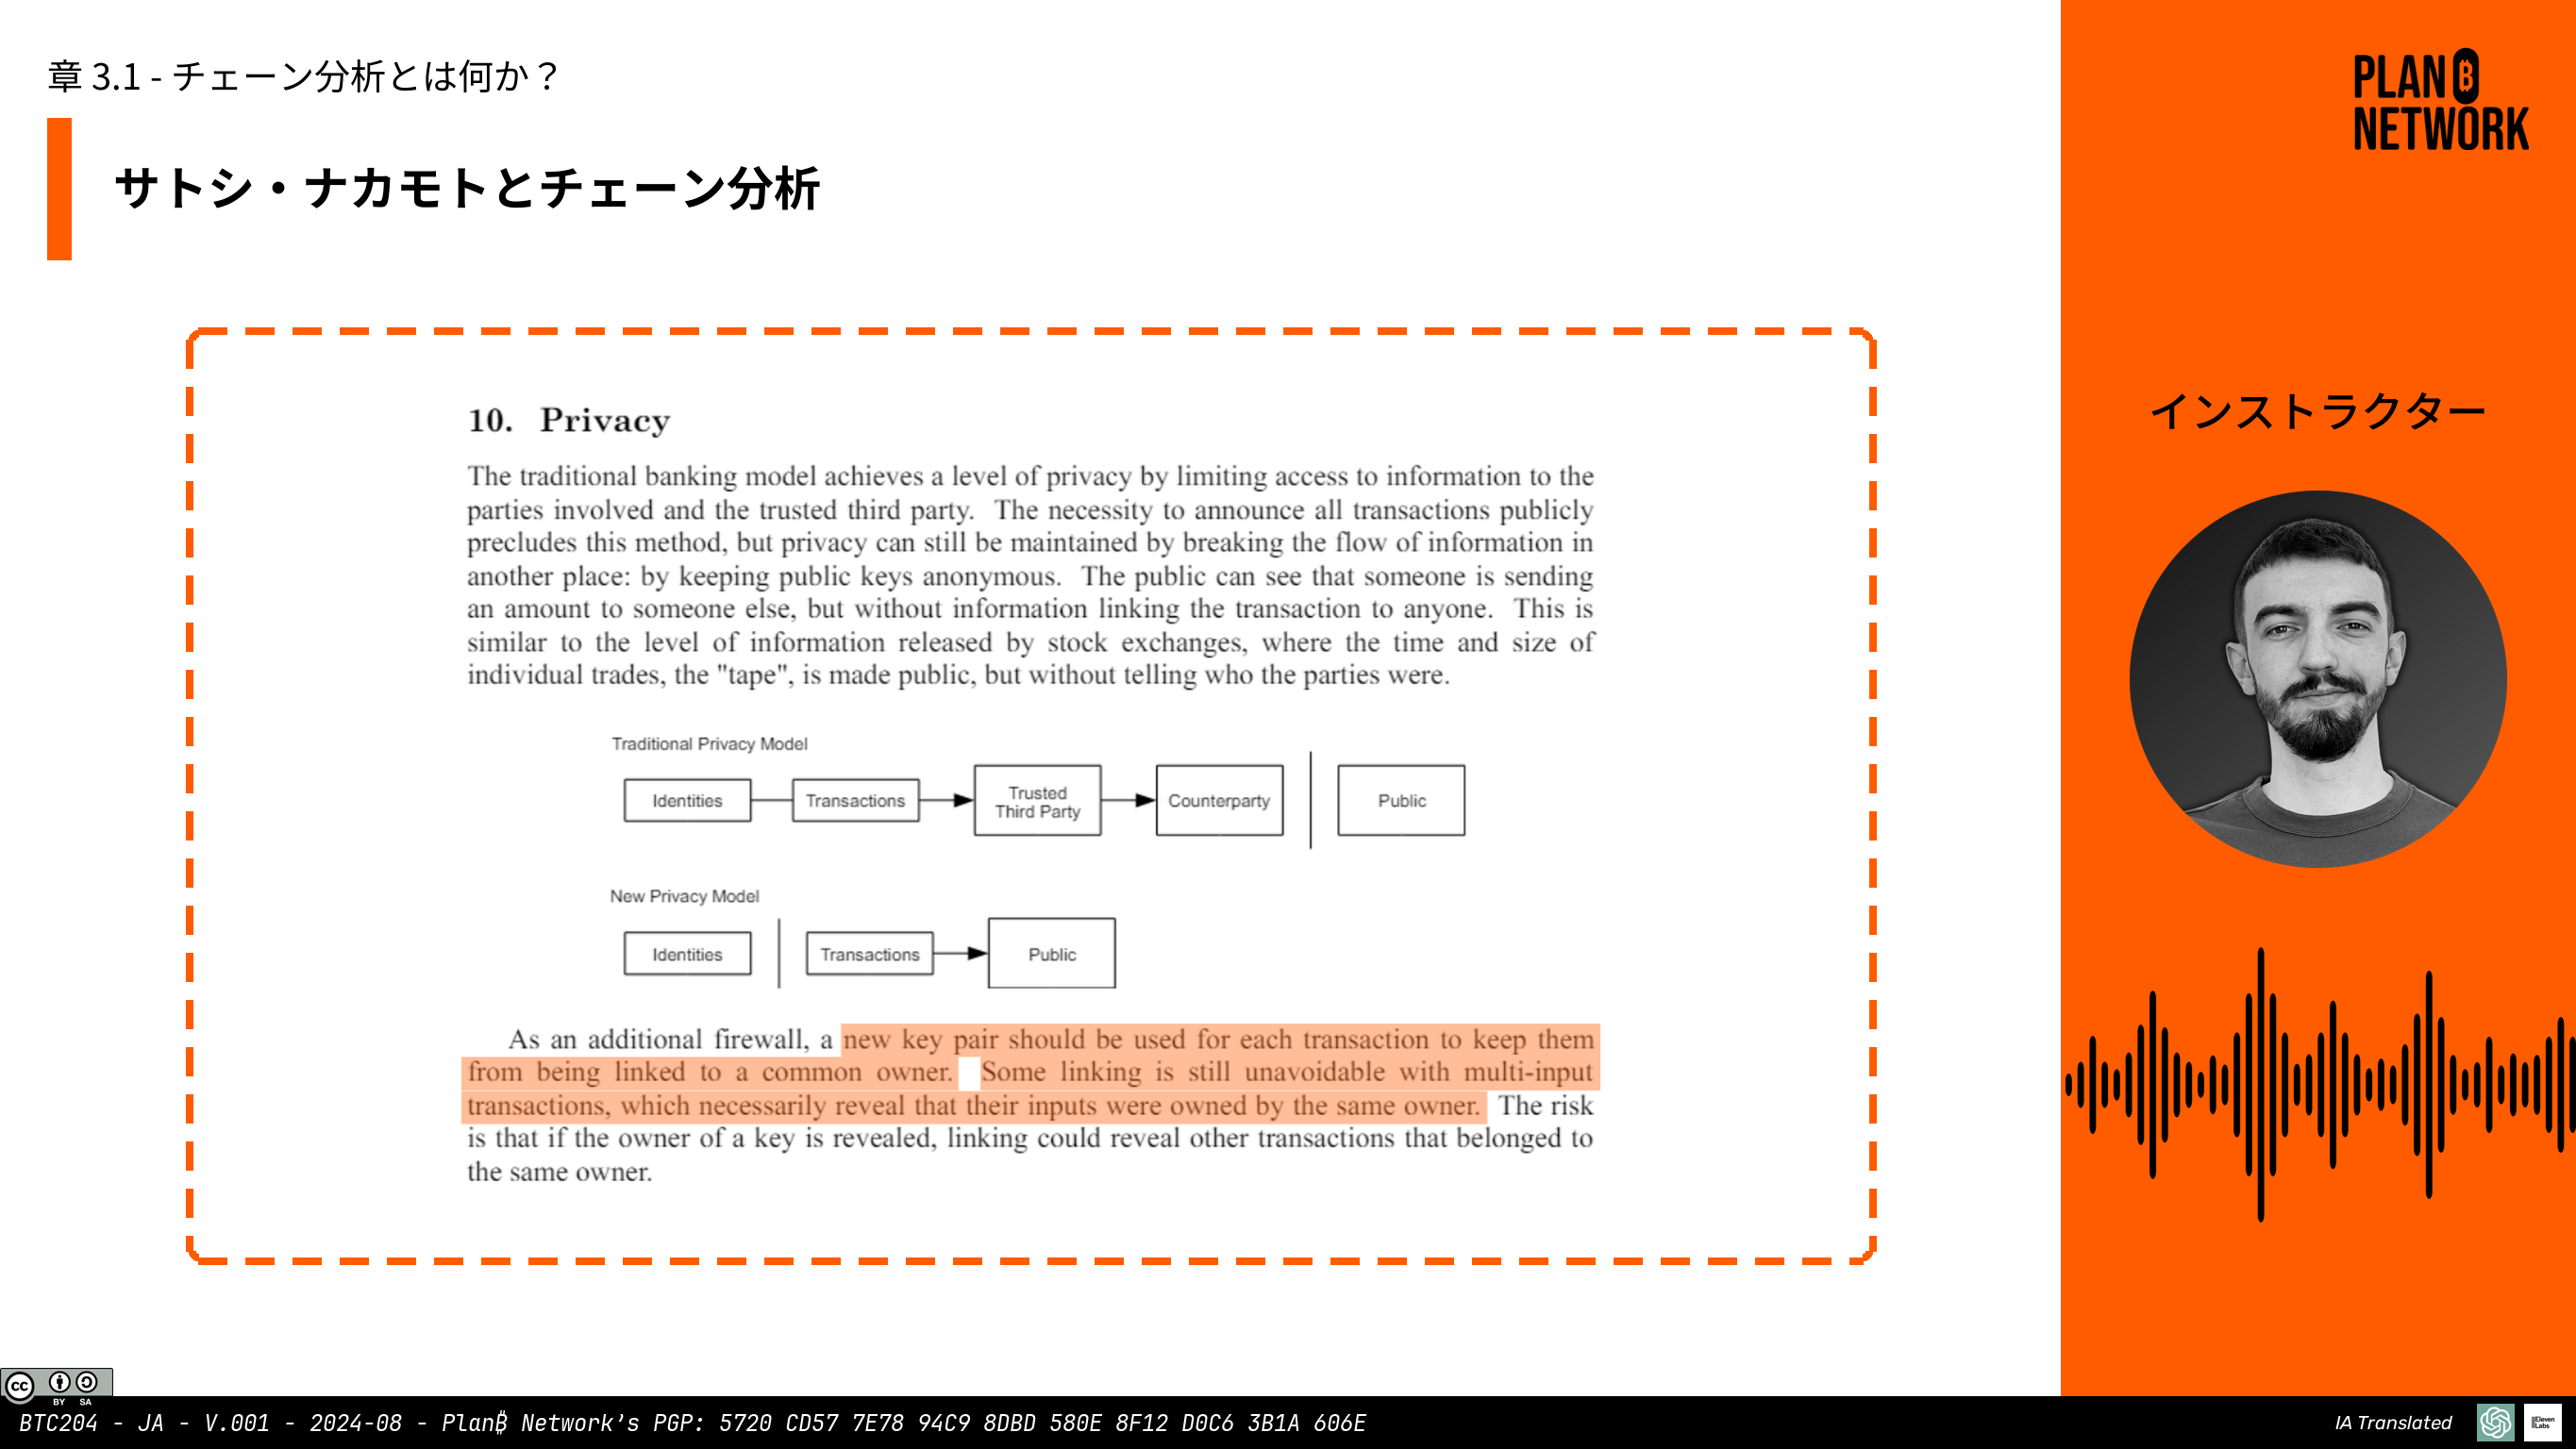 章 3.1 - チェーン分析とは何か？
サトシ・ナカモトとチェーン分析
PLAN ₿
NETWORK
インストラクター
10. Privacy
The traditional banking model achieves a level of privacy by limiting access to information to the
parties involved and the trusted third party. The necessity to announce all transactions publicly
precludes this method, but privacy can still be maintained by breaking the flow of information in
another place: by keeping public keys anonymous. The public can see that someone is sending
an amount to someone else, but without information linking the transaction to anyone. This is
similar to the level of information released by stock exchanges, where the time and size of
individual trades, the "tape", is made public, but without telling who the parties were.
Traditional Privacy Model
Identities
Transactions
Trusted
Third Party
Counterparty
Public
New Privacy Model
Identities
Transactions
Public
As an additional firewall, a new key pair should be used for each transaction to keep them
from being linked to a common owner. Some linking is still unavoidable with multi-input
transactions, which necessarily reveal that their inputs were owned by the same owner. The risk
is that if the owner of a key is revealed, linking could reveal other transactions that belonged to
the same owner.
cc
BY SA
BTC204 - JA - V.001 - 2024-08 - Plan₿ Network's PGP: 5720 CD57 7E78 94C9 8DBD 580E 8F12 D0C6 3B1A 606E
IA Translated
IIEleven
Labs